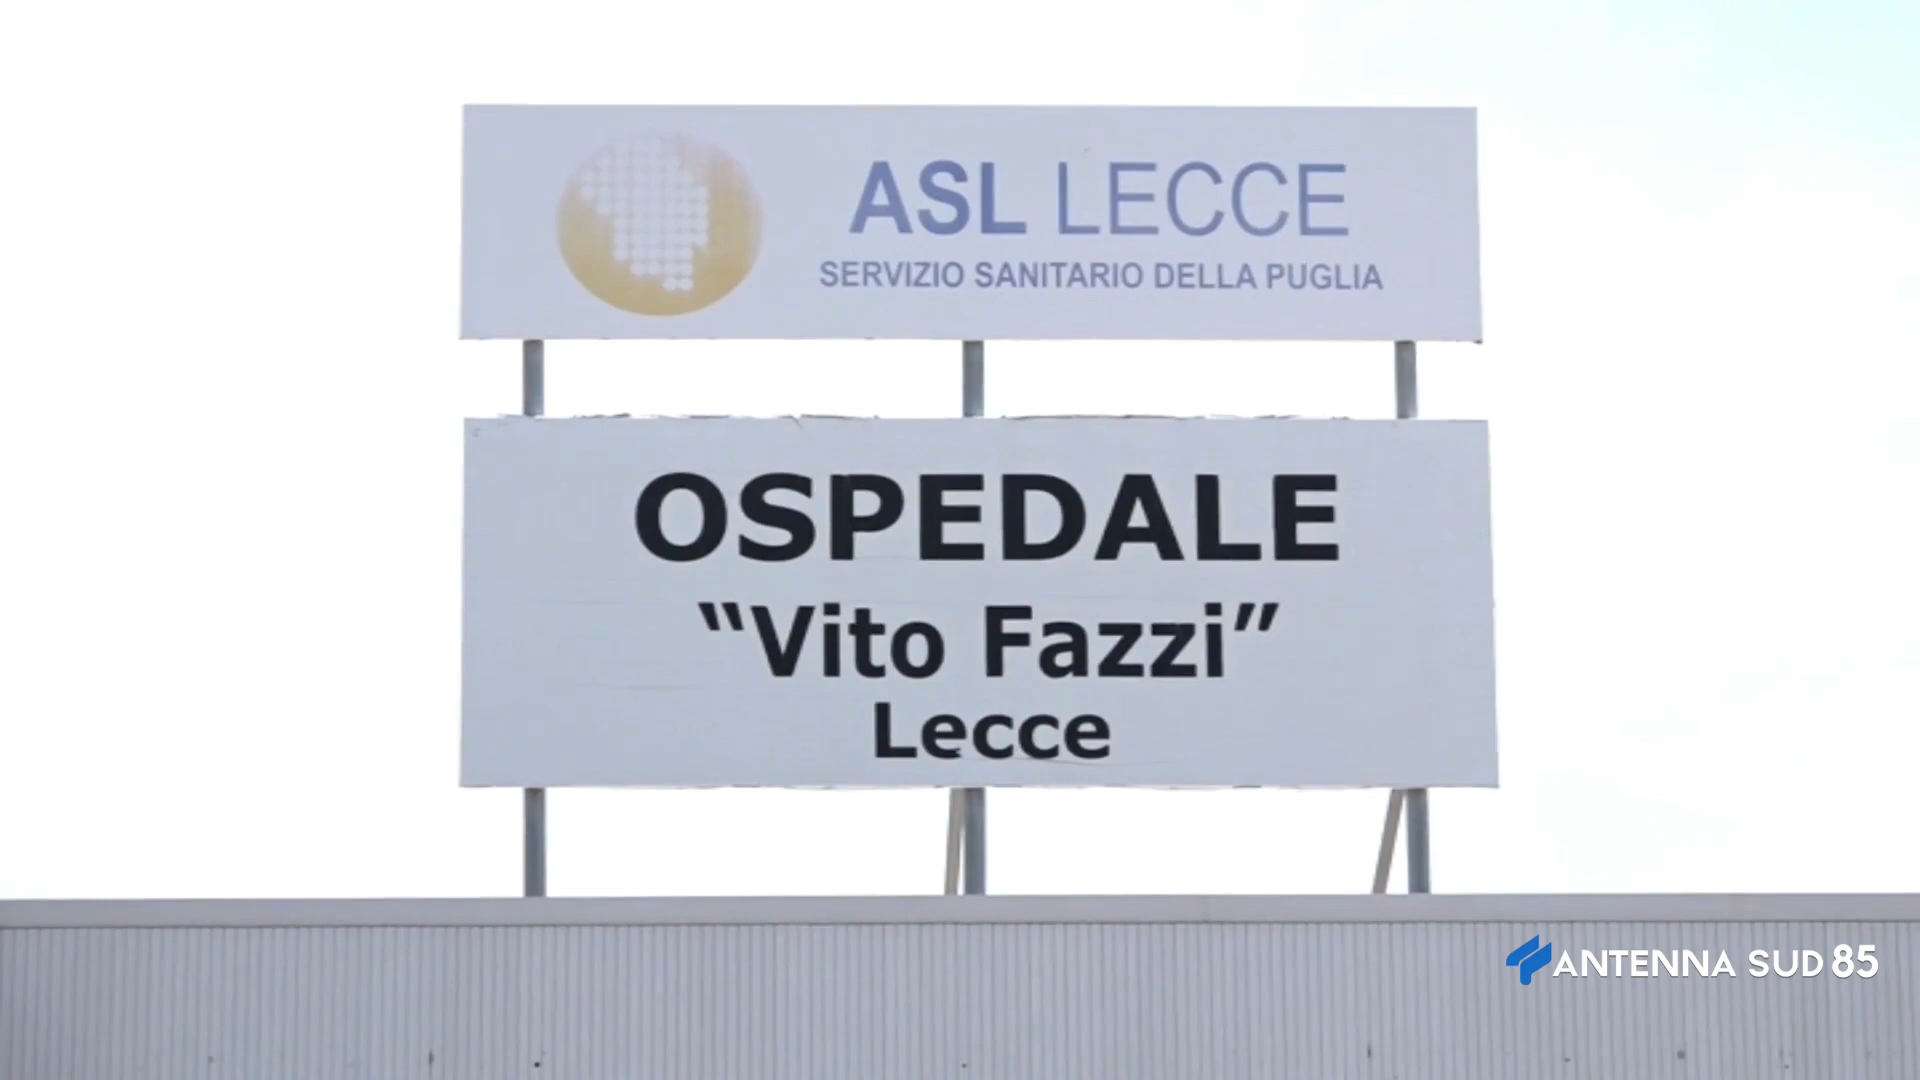 ASL LECCE
SERVIZIO SANITARIO DELLA PUGLIA
OSPEDALE
“Vito Fazzi”
Lecce
ANTENNA SUD 85